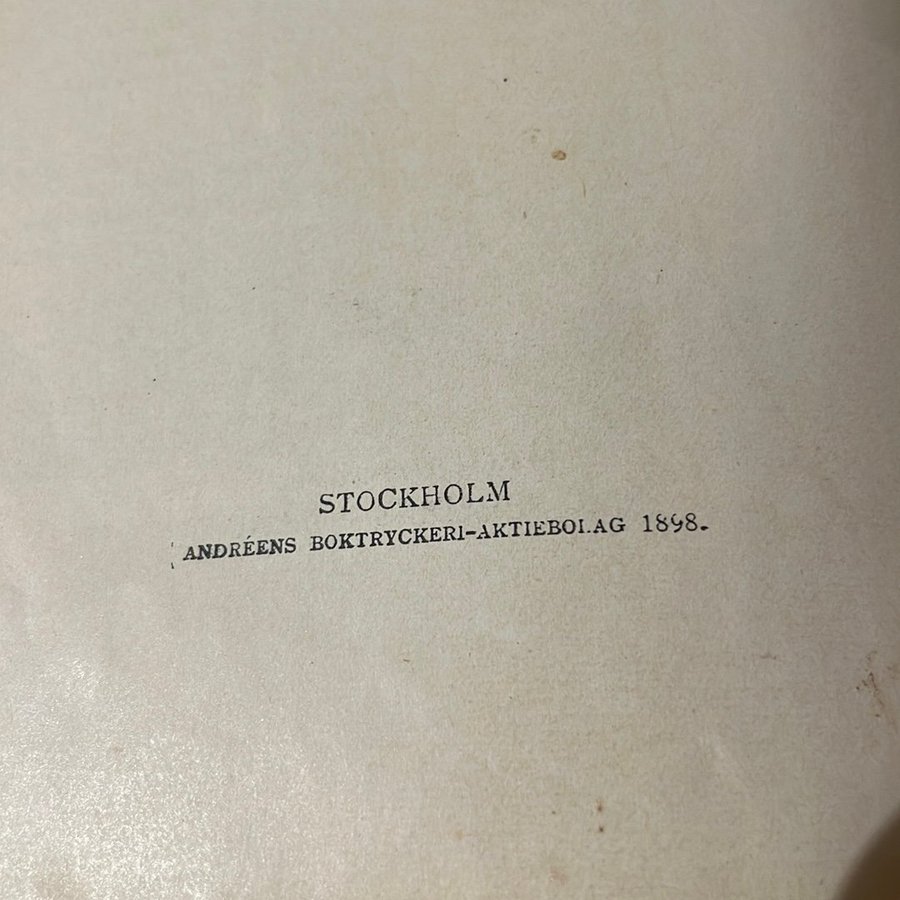 STOCKHOLM
ANDRÉENS BOKTRYCKERI-AKTIEBOLAG 1898.